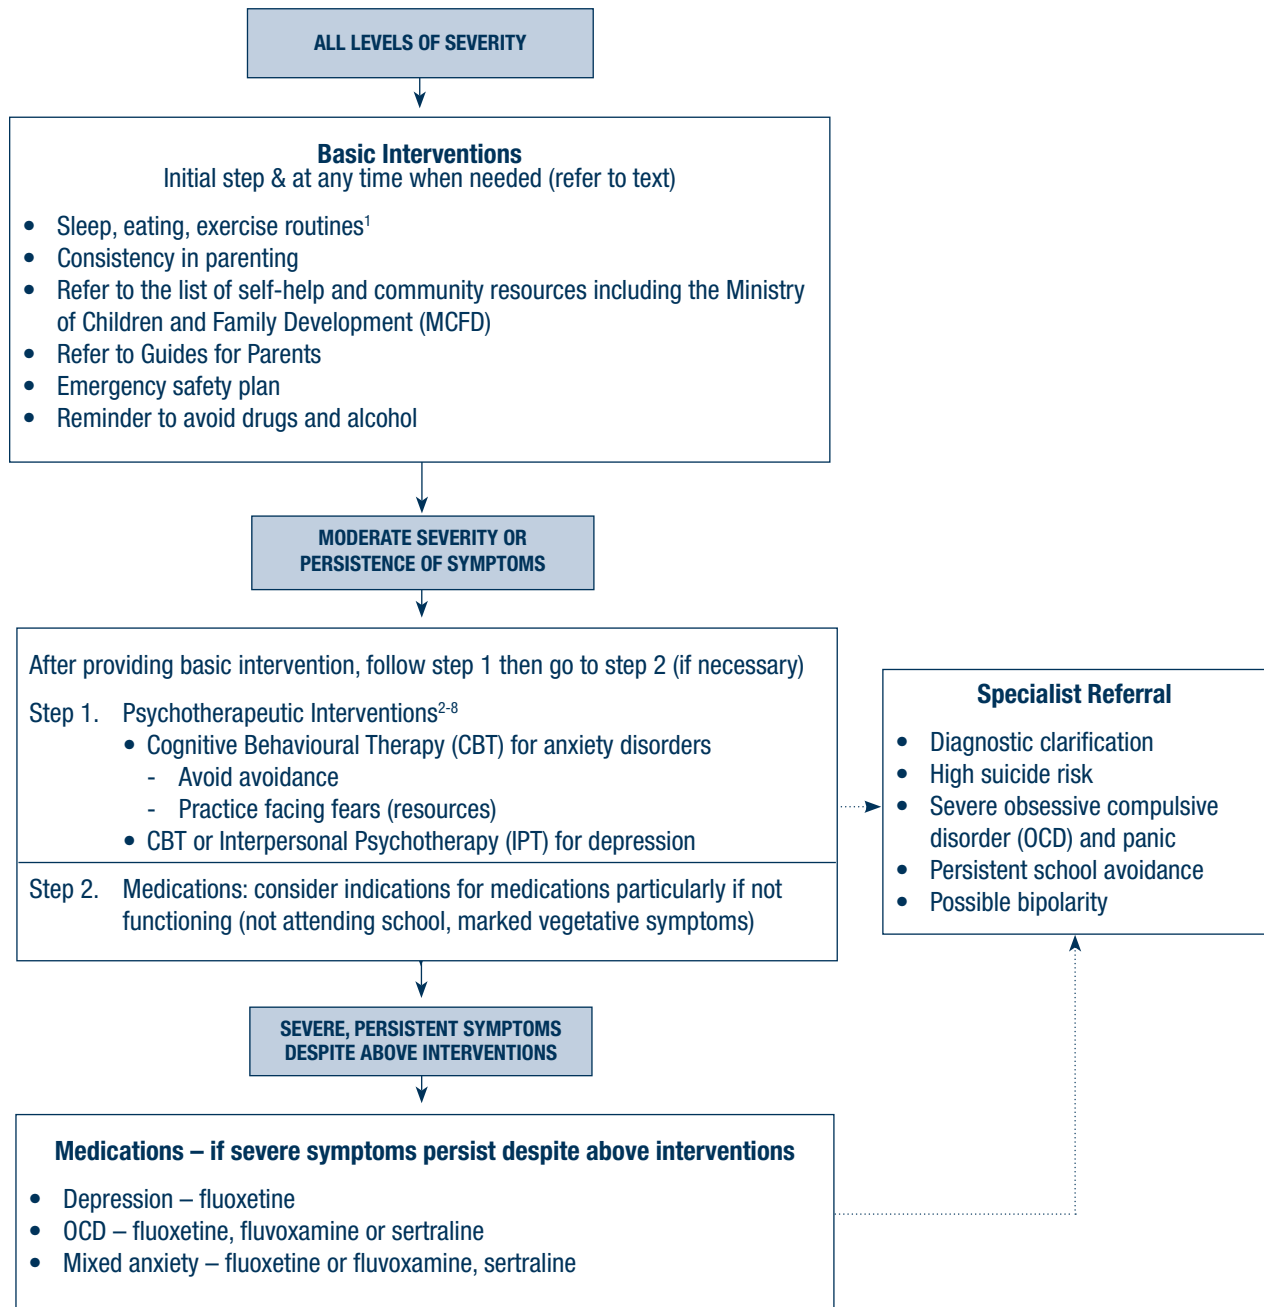 ALL LEVELS OF SEVERITY
Basic Interventions
Initial step & at any time when needed (refer to text)
• Sleep, eating, exercise routines1
• Consistency in parenting
• Refer to the list of self-help and community resources including the Ministry
of Children and Family Development (MCFD)
• Refer to Guides for Parents
• Emergency safety plan
• Reminder to avoid drugs and alcohol
MODERATE SEVERITY OR
PERSISTENCE OF SYMPTOMS
After providing basic intervention, follow step 1 then go to step 2 (if necessary)
Step 1. Psychotherapeutic Interventions2-8
• Cognitive Behavioural Therapy (CBT) for anxiety disorders
- Avoid avoidance
- Practice facing fears (resources)
• CBT or Interpersonal Psychotherapy (IPT) for depression
Step 2. Medications: consider indications for medications particularly if not
functioning (not attending school, marked vegetative symptoms)
Specialist Referral
• Diagnostic clarification
• High suicide risk
• Severe obsessive compulsive
disorder (OCD) and panic
• Persistent school avoidance
• Possible bipolarity
SEVERE, PERSISTENT SYMPTOMS
DESPITE ABOVE INTERVENTIONS
Medications – if severe symptoms persist despite above interventions
• Depression – fluoxetine
• OCD – fluoxetine, fluvoxamine or sertraline
• Mixed anxiety – fluoxetine or fluvoxamine, sertraline